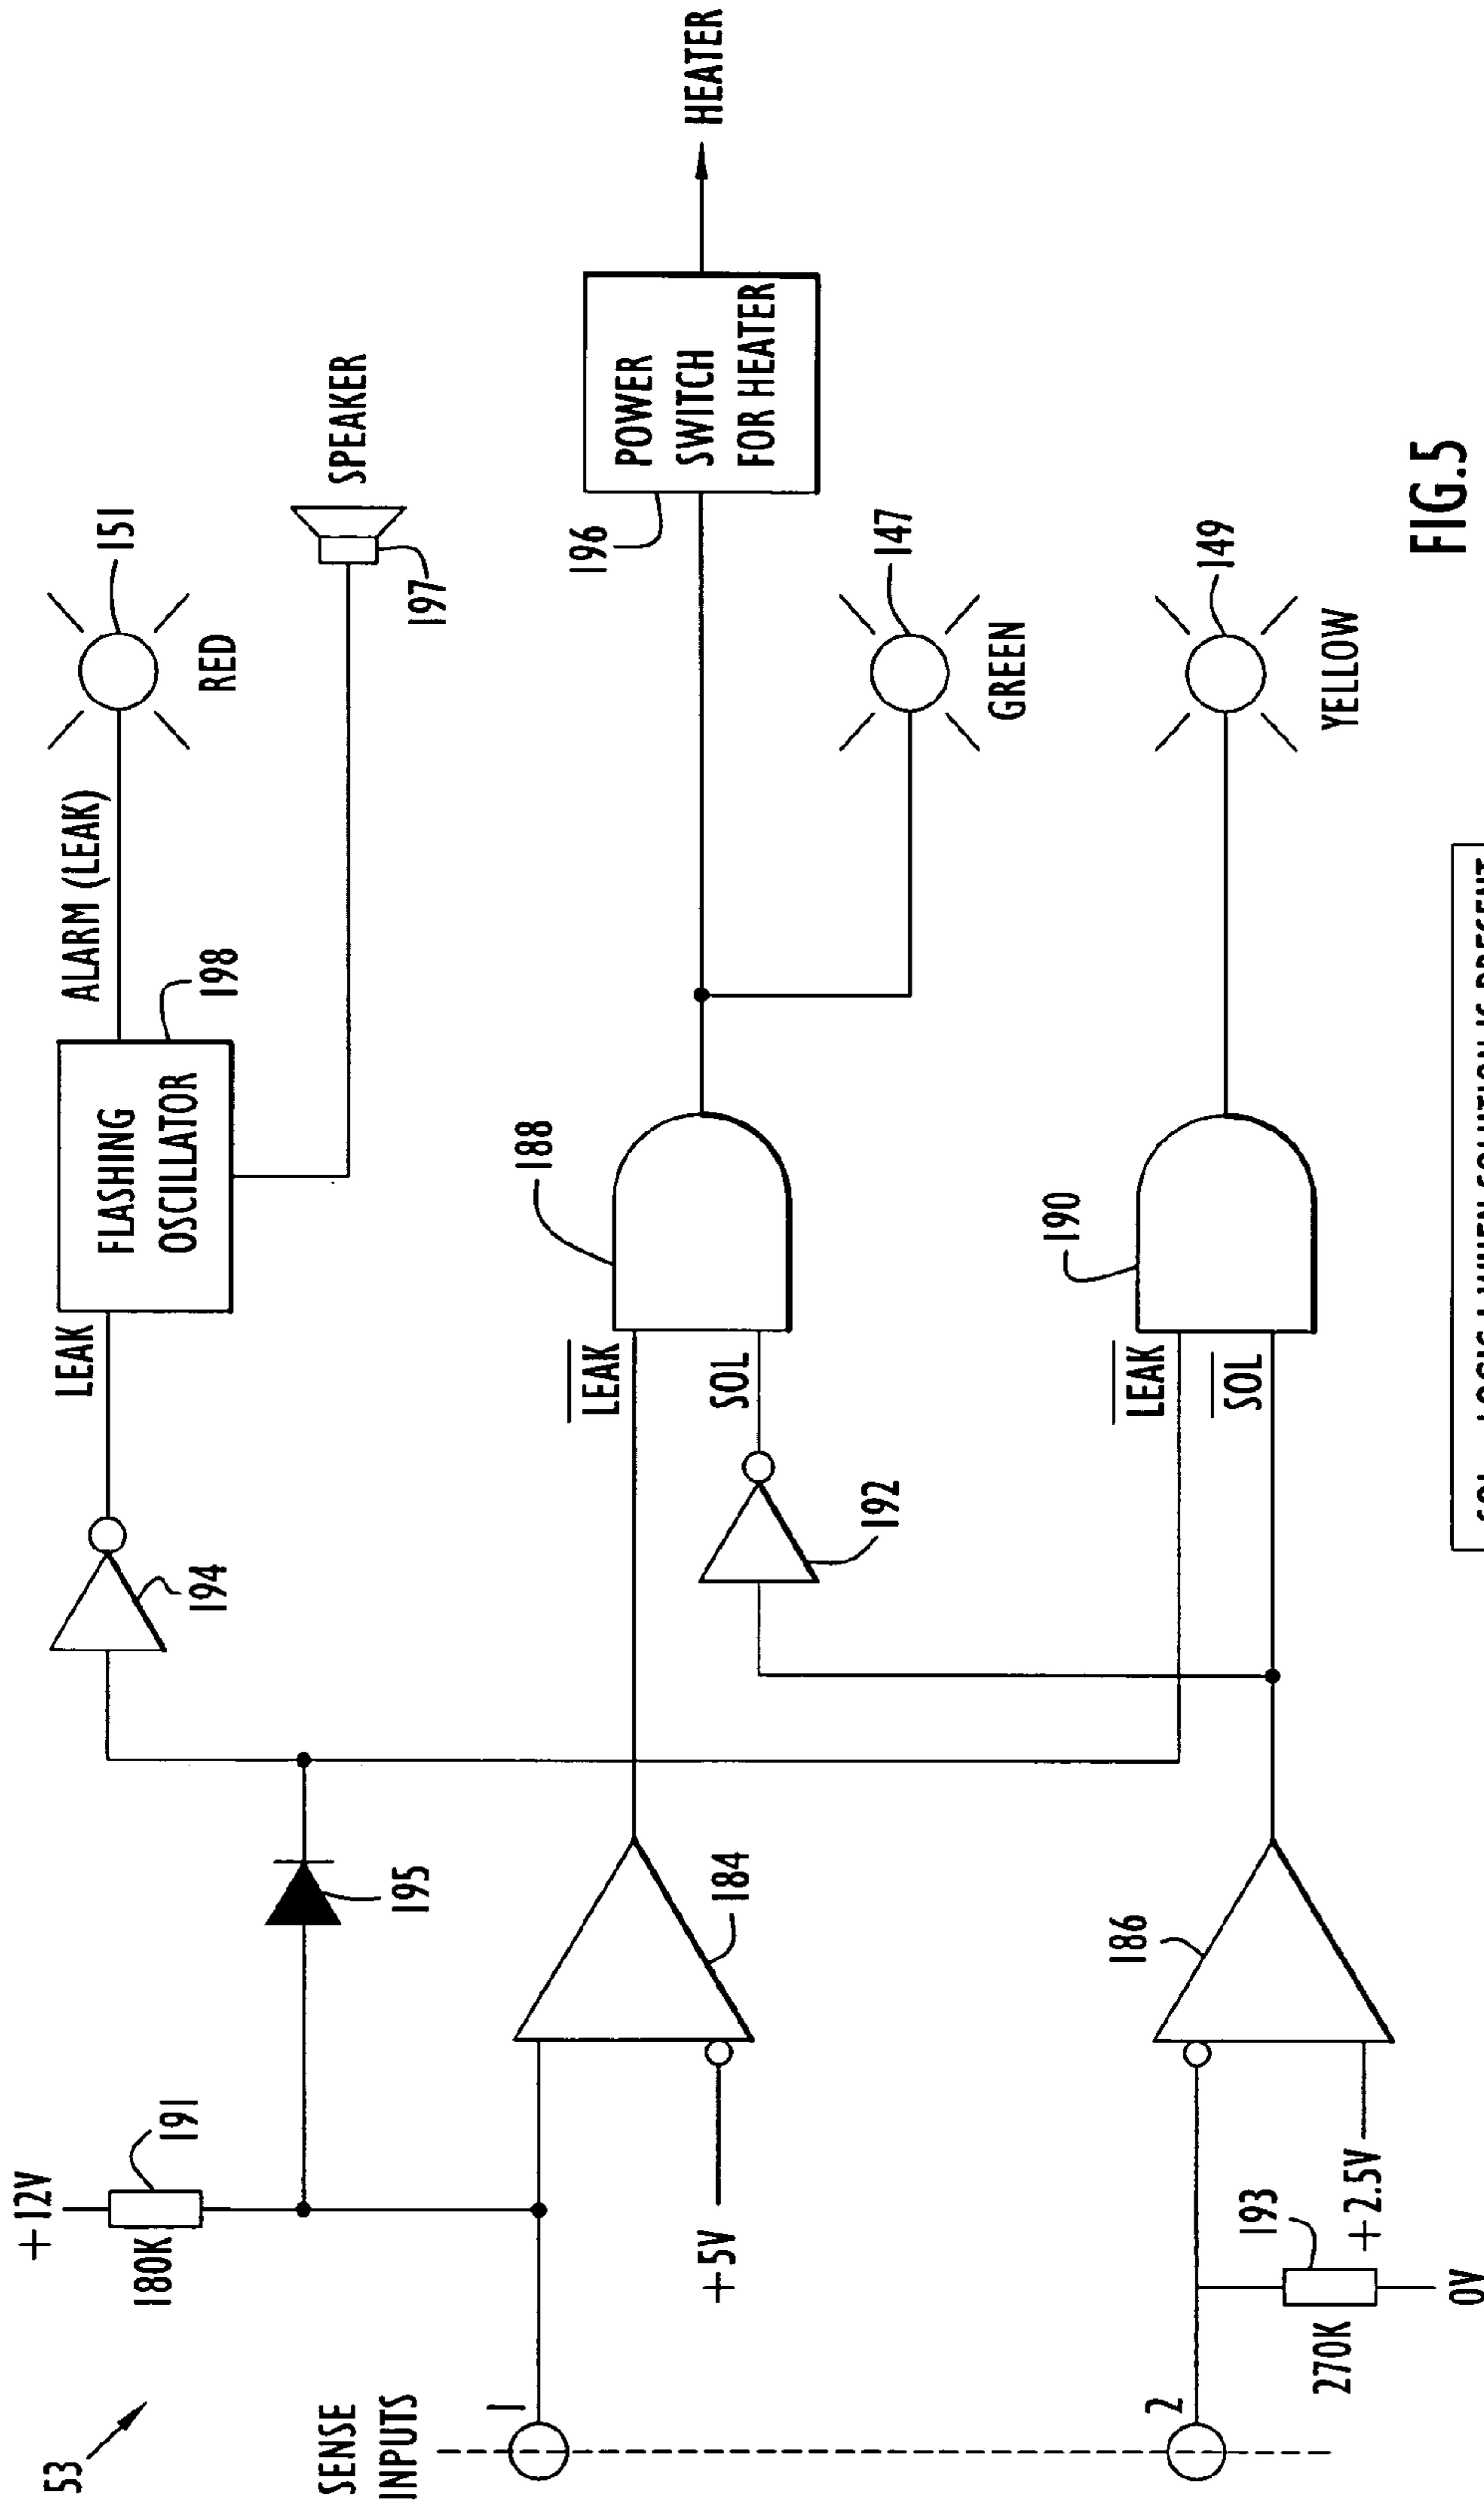 53
SENSE
INPUTS
1
2
+12V
180K
191
195
194
LEAK
FLASHING
OSCILLATOR
198
ALARM (LEAK)
151
RED
SPEAKER
197
+5V
184
LEAK
SOL
188
192
POWER
SWITCH
FOR HEATER
196
HEATER
147
GREEN
186
193
270K
+2.5V
0V
LEAK
SOL
190
149
YELLOW
FIG.5